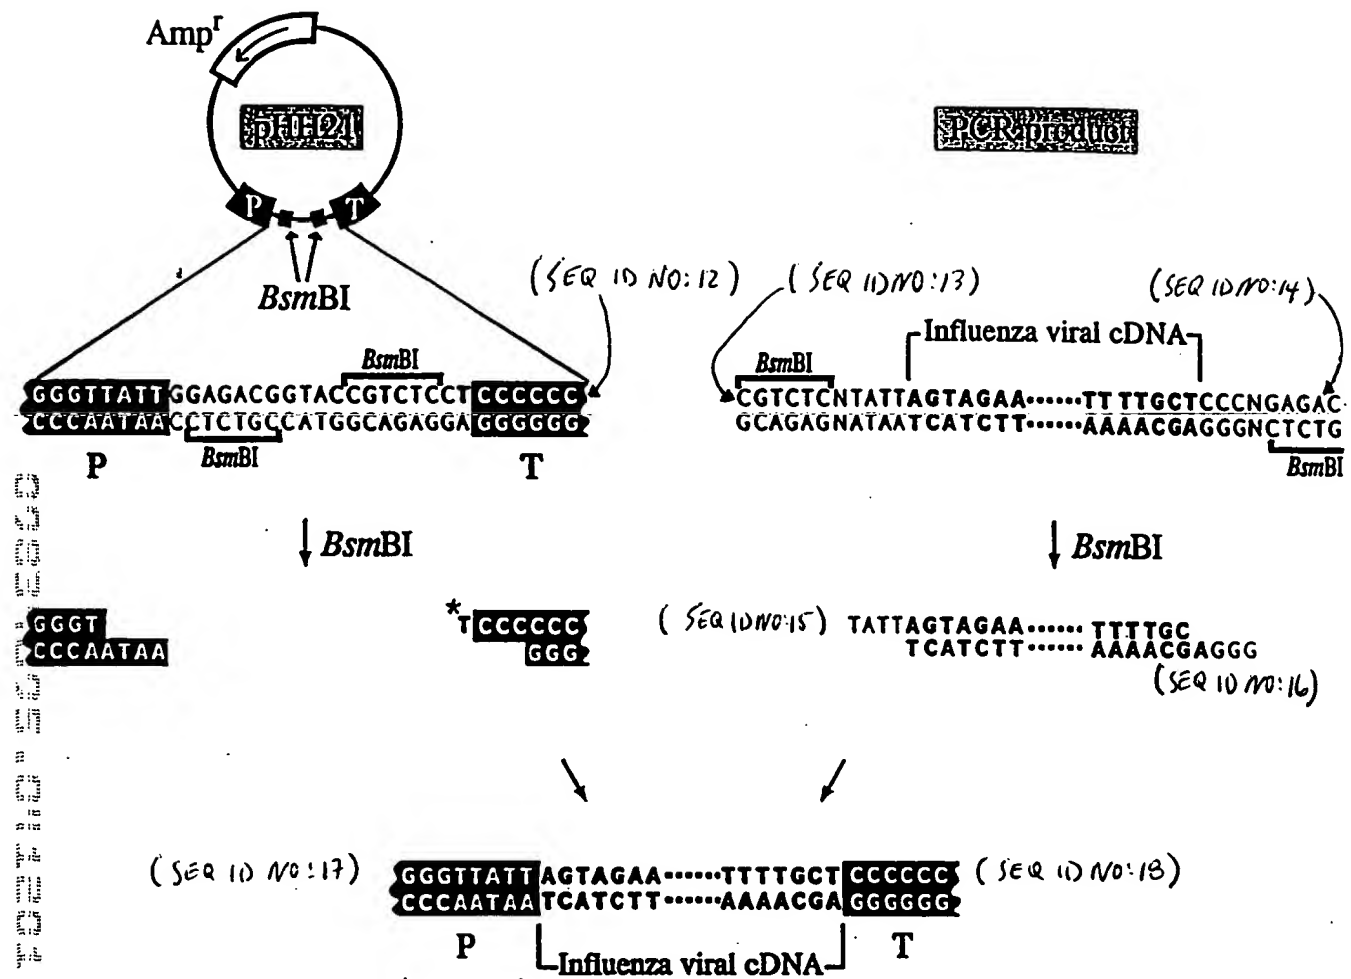 Ampʳ
pHH21
PCR product
P T
BsmBI
(SEQ ID NO:12)
(SEQ ID NO:13)
(SEQ ID NO:14)
Influenza viral cDNA
BsmBI
BsmBI
GGGTTATTGGAGACGGTACCGTCTCCTCCCCCC
CCCAATAACCTCTGCCATGGCAGAGGAGGGGGG
BsmBI
P T
CGTCTCNTATTAGTAGAA······TTTTGCTCCCNGAGAC
GCAGAGNATAATCATCTT······AAAACGAGGGNCTCTG
BsmBI
BsmBI
BsmBI
GGGT
CCCAATAA
*TCCCCCC
GGG
(SEQ ID NO:15)
TATTAGTAGAA······TTTTGC
TCATCTT······AAAACGAGGG
(SEQ ID NO:16)
(SEQ ID NO:17)
GGGTTATTAGTAGAA······TTTTGCTCCCCCC
CCCAATAATCATCTT······AAAACGAGGGGGG
(SEQ ID NO:18)
P T
Influenza viral cDNA